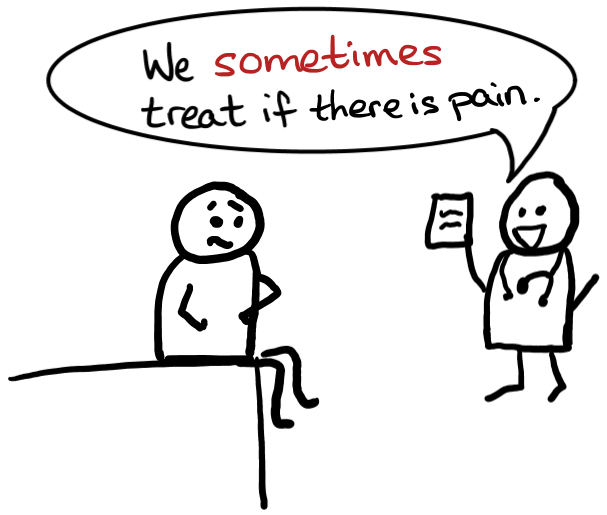 We sometimes
treat if there is pain.